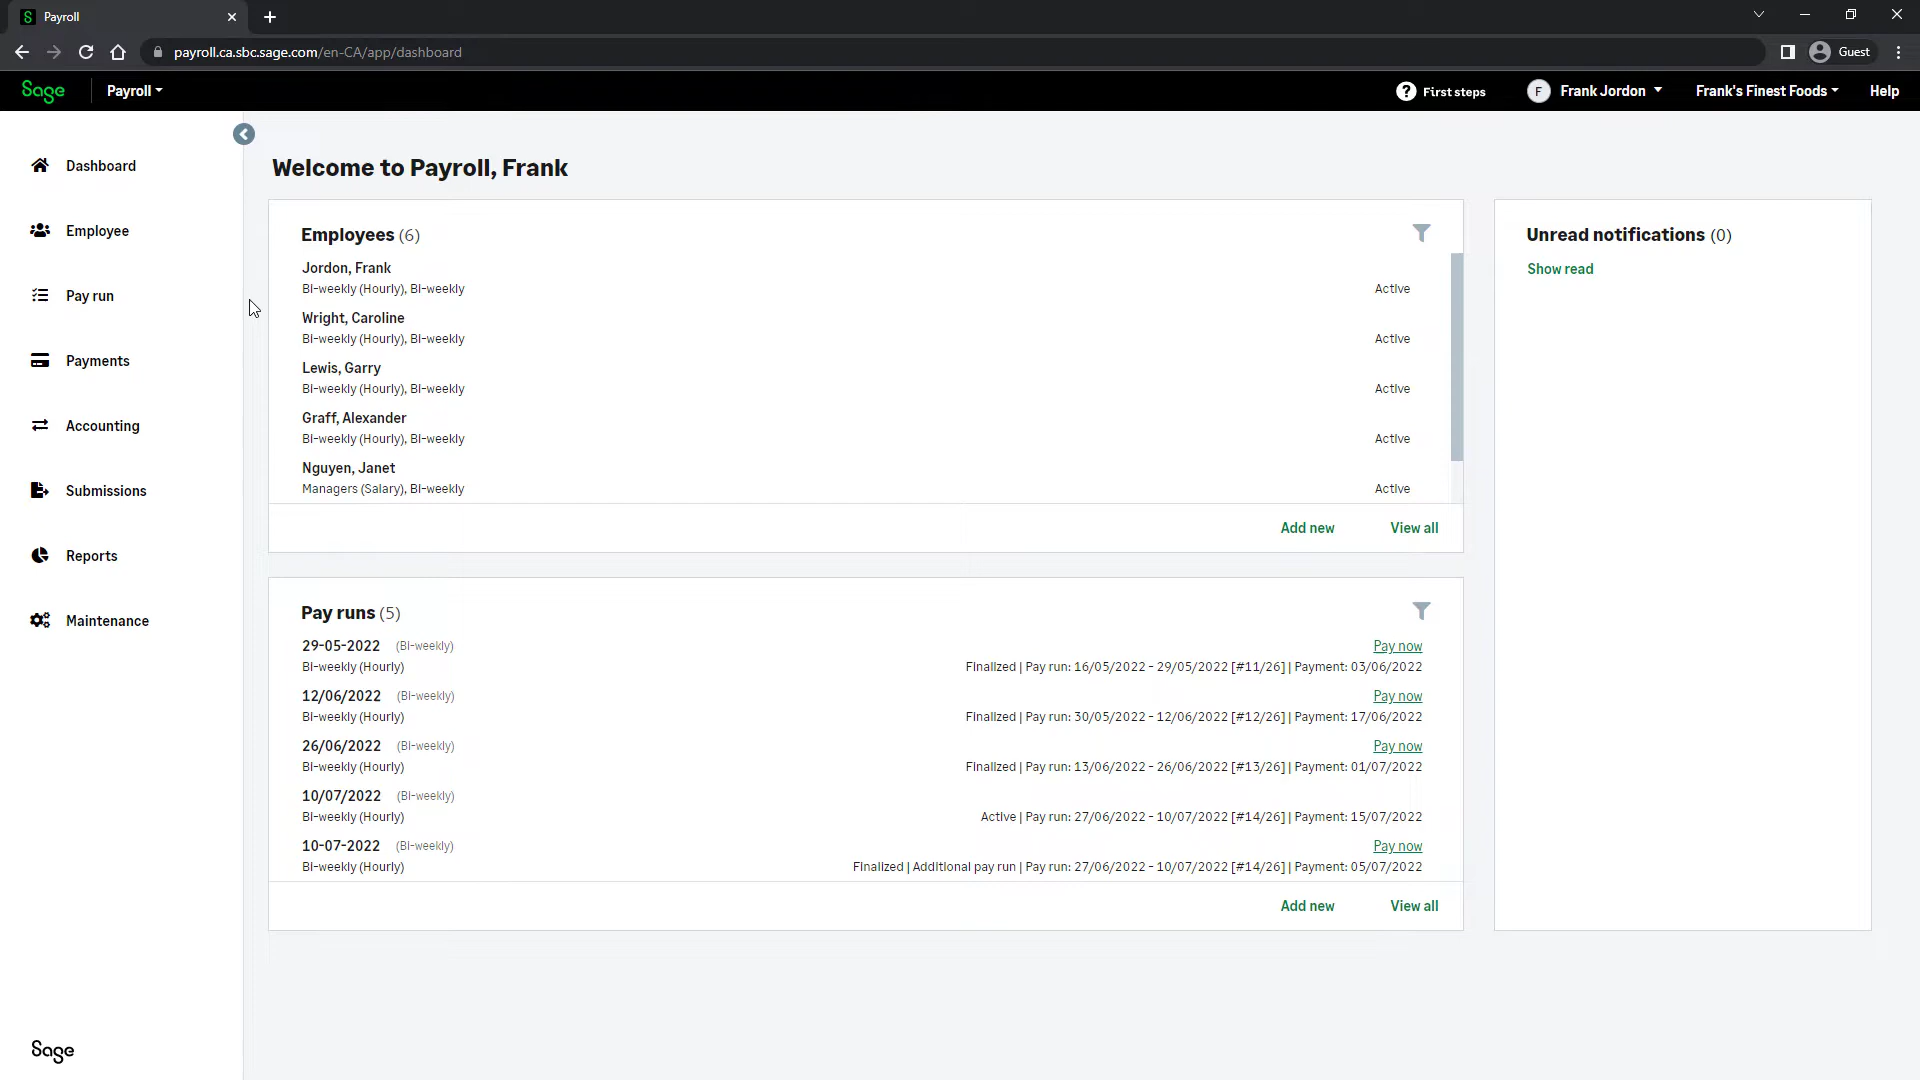 Payroll
payroll.ca.sbc.sage.com/en-CA/app/dashboard
Guest
Sage
Payroll
First steps
F
Frank Jordon
Frank's Finest Foods
Help
Dashboard
Employee
Pay run
Payments
Accounting
Submissions
Reports
Maintenance
Sage
Welcome to Payroll, Frank
Employees (6)
Jordon, Frank
Bi-weekly (Hourly), Bi-weekly
Active
Wright, Caroline
Bi-weekly (Hourly), Bi-weekly
Active
Lewis, Garry
Bi-weekly (Hourly), Bi-weekly
Active
Graff, Alexander
Bi-weekly (Hourly), Bi-weekly
Active
Nguyen, Janet
Managers (Salary), Bi-weekly
Active
Add new
View all
Pay runs (5)
29-05-2022 (Bi-weekly)
Pay now
Bi-weekly (Hourly)
Finalized | Pay run: 16/05/2022 - 29/05/2022 [#11/26] | Payment: 03/06/2022
12/06/2022 (Bi-weekly)
Pay now
Bi-weekly (Hourly)
Finalized | Pay run: 30/05/2022 - 12/06/2022 [#12/26] | Payment: 17/06/2022
26/06/2022 (Bi-weekly)
Pay now
Bi-weekly (Hourly)
Finalized | Pay run: 13/06/2022 - 26/06/2022 [#13/26] | Payment: 01/07/2022
10/07/2022 (Bi-weekly)
Bi-weekly (Hourly)
Active | Pay run: 27/06/2022 - 10/07/2022 [#14/26] | Payment: 15/07/2022
10-07-2022 (Bi-weekly)
Pay now
Bi-weekly (Hourly)
Finalized | Additional pay run | Pay run: 27/06/2022 - 10/07/2022 [#14/26] | Payment: 05/07/2022
Add new
View all
Unread notifications (0)
Show read